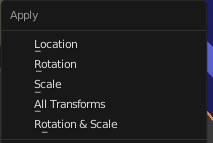 Apply
Location
Rotation
Scale
All Transforms
Rotation & Scale